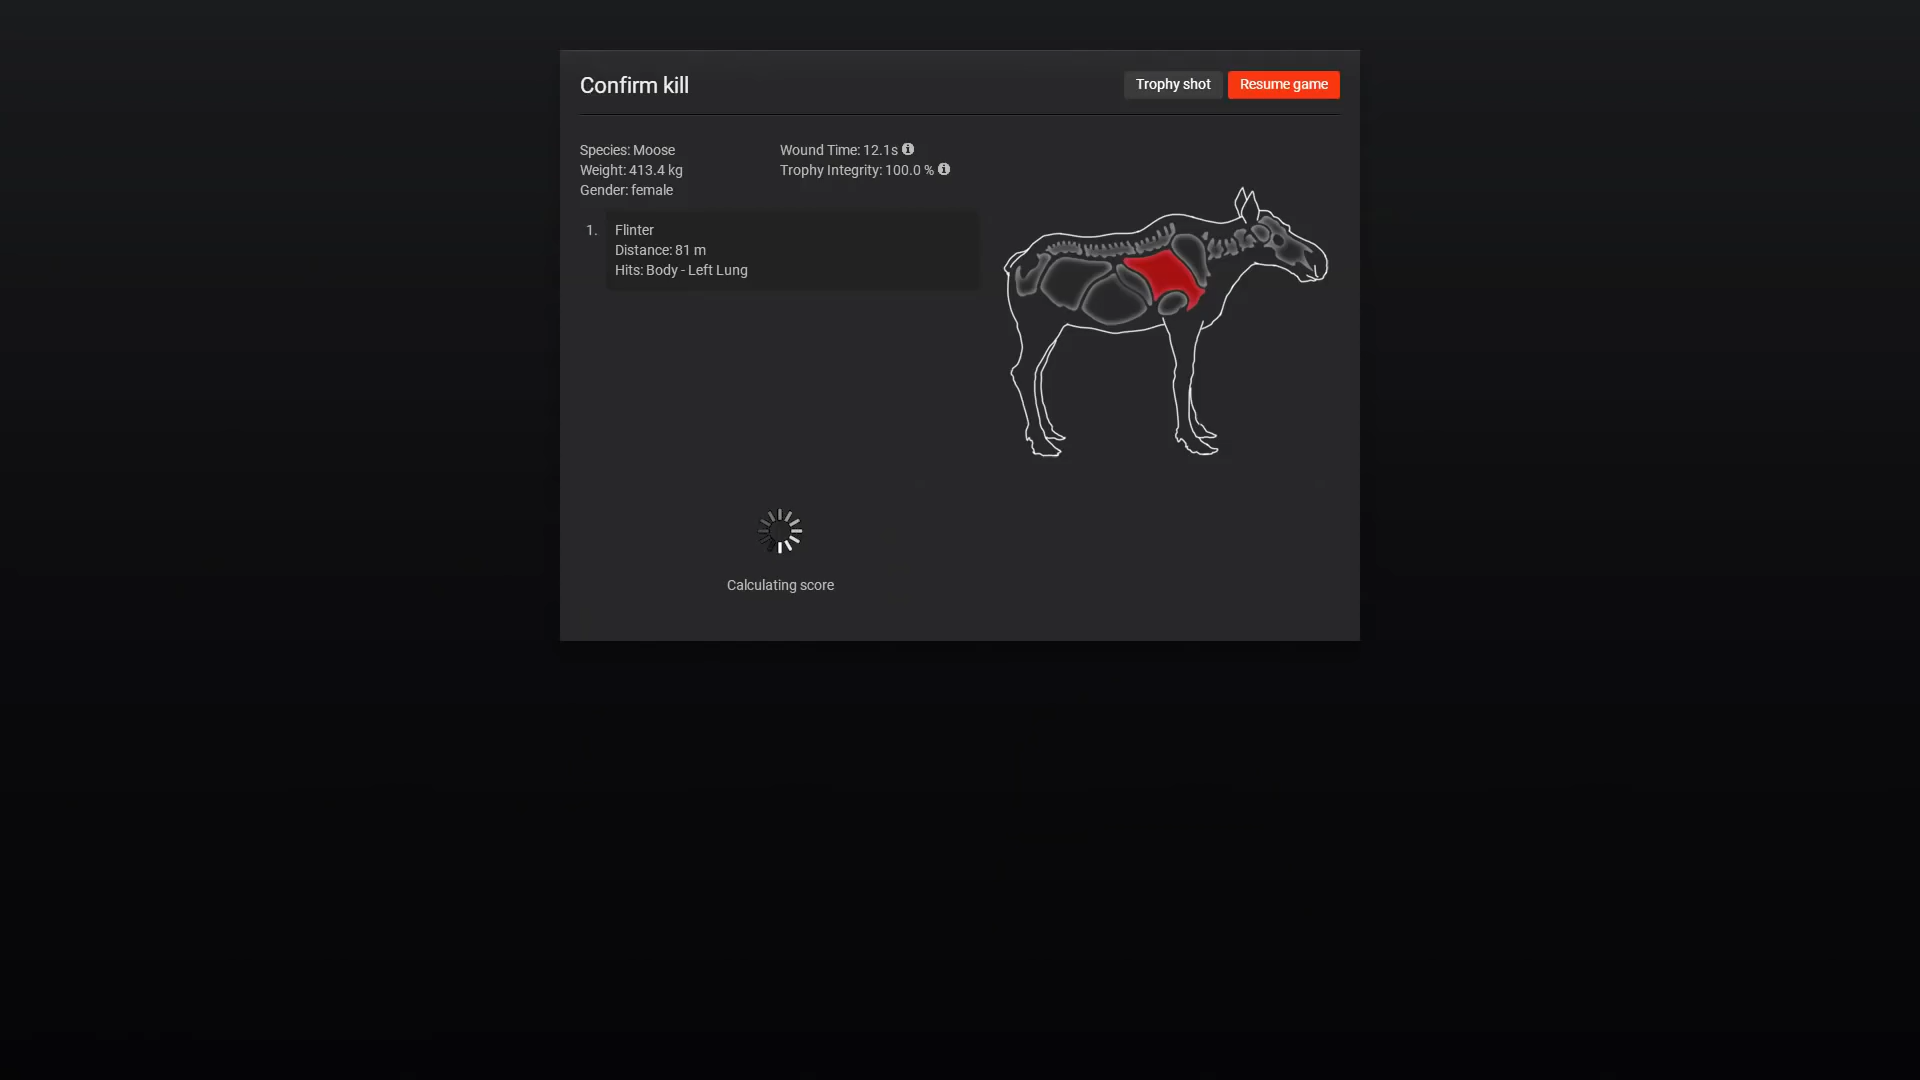 Confirm kill
Trophy shot
Resume game
Species: Moose
Weight: 413.4 kg
Gender: female
Wound Time: 12.1s
Trophy Integrity: 100.0 %
1.
Flinter
Distance: 81 m
Hits: Body - Left Lung
Calculating score